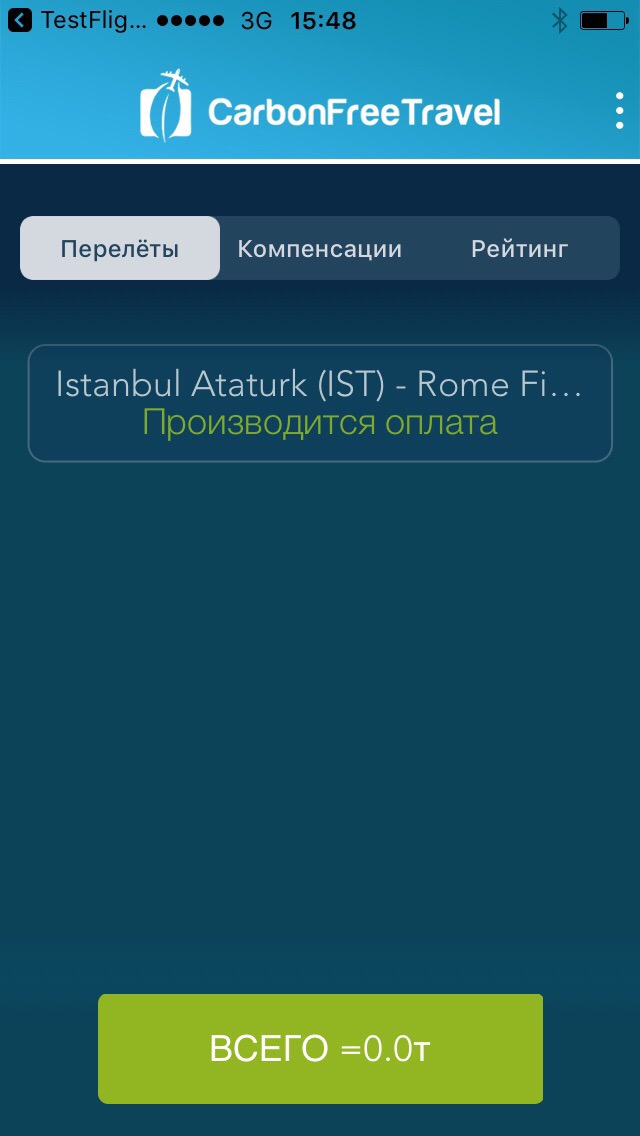 TestFlig... 3G 15:48
CarbonFreeTravel
Перелёты Компенсации Рейтинг
Istanbul Ataturk (IST) - Rome Fi...
Производится оплата
ВСЕГО =0.0т